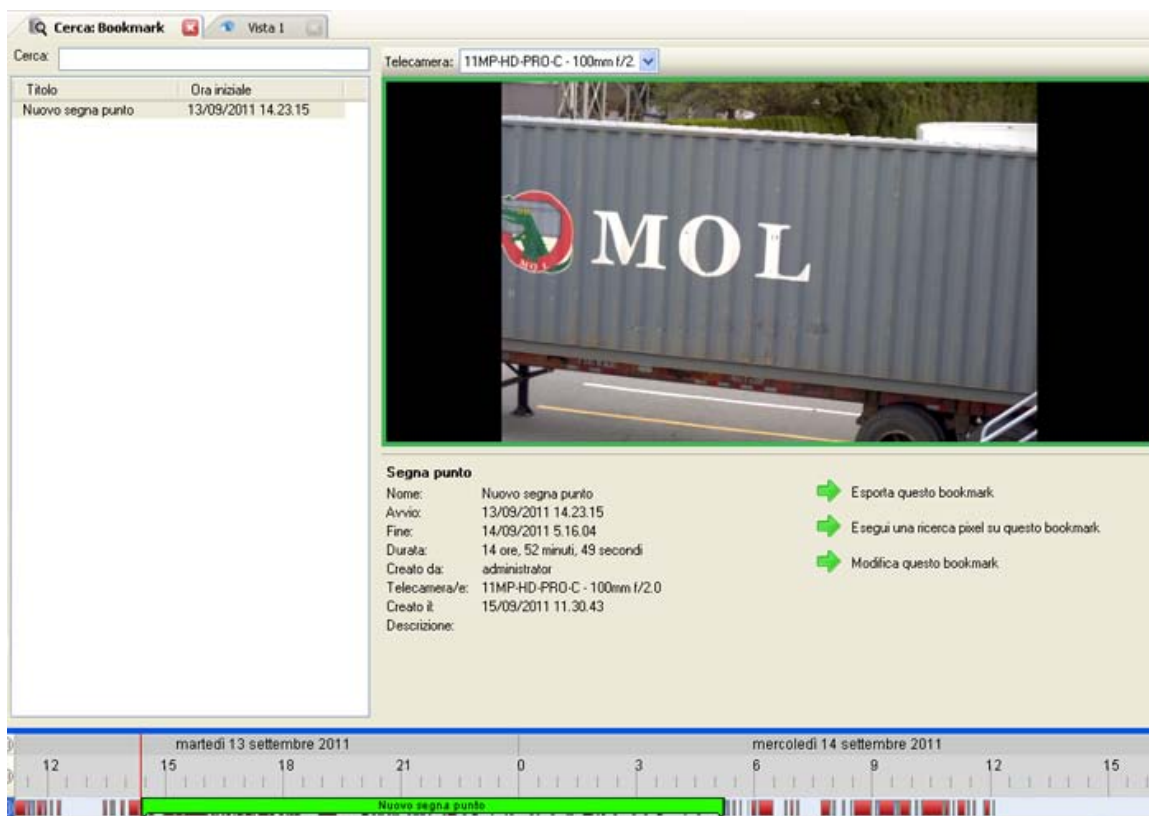 Cerca: Bookmark
Vista 1
Cerca:
Titolo Ora iniziale
Nuovo segna punto 13/09/2011 14.23.15
Telecamera: 11MP-HD-PRO-C - 100mm f/2.
MOL
MOL
Segna punto
Nome: Nuovo segna punto
Avvio: 13/09/2011 14.23.15
Fine: 14/09/2011 5.16.04
Durata: 14 ore, 52 minuti, 49 secondi
Creato da: administrator
Telecamera/e: 11MP-HD-PRO-C - 100mm f/2.0
Creato il: 15/09/2011 11.30.43
Descrizione:
Esporta questo bookmark
Esegui una ricerca pixel su questo bookmark
Modifica questo bookmark
martedì 13 settembre 2011 mercoledì 14 settembre 2011
12 15 18 21 0 3 6 9 12 15
Nuovo segna punto